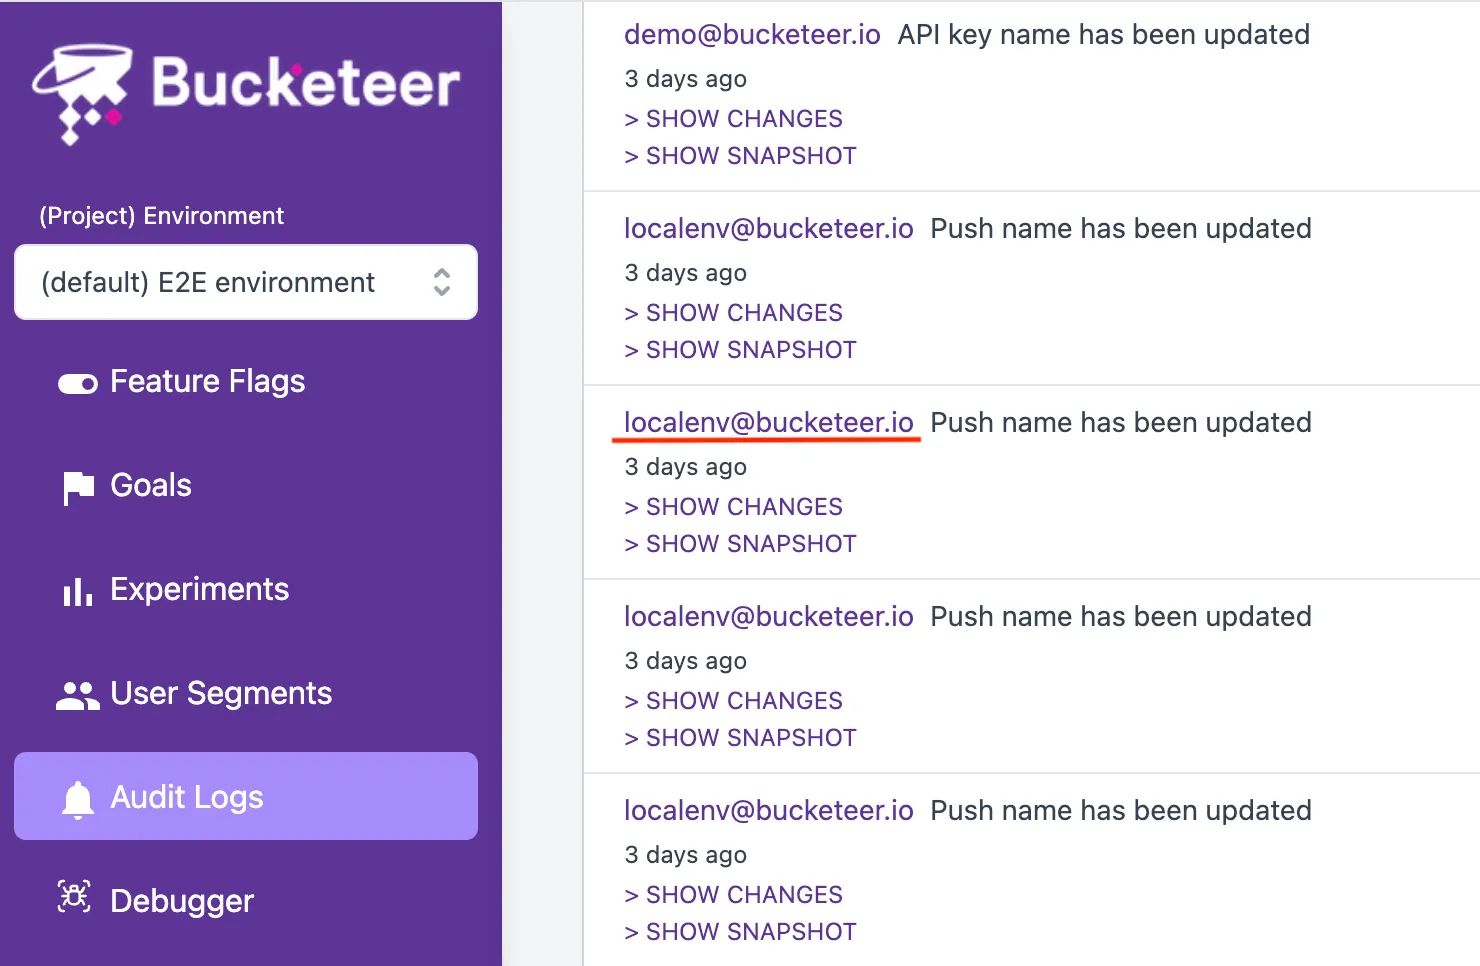 Bucketeer
(Project) Environment
(default) E2E environment
Feature Flags
Goals
Experiments
User Segments
Audit Logs
Debugger
demo@bucketeer.io API key name has been updated
3 days ago
> SHOW CHANGES
> SHOW SNAPSHOT
localenv@bucketeer.io Push name has been updated
3 days ago
> SHOW CHANGES
> SHOW SNAPSHOT
localenv@bucketeer.io Push name has been updated
3 days ago
> SHOW CHANGES
> SHOW SNAPSHOT
localenv@bucketeer.io Push name has been updated
3 days ago
> SHOW CHANGES
> SHOW SNAPSHOT
localenv@bucketeer.io Push name has been updated
3 days ago
> SHOW CHANGES
> SHOW SNAPSHOT